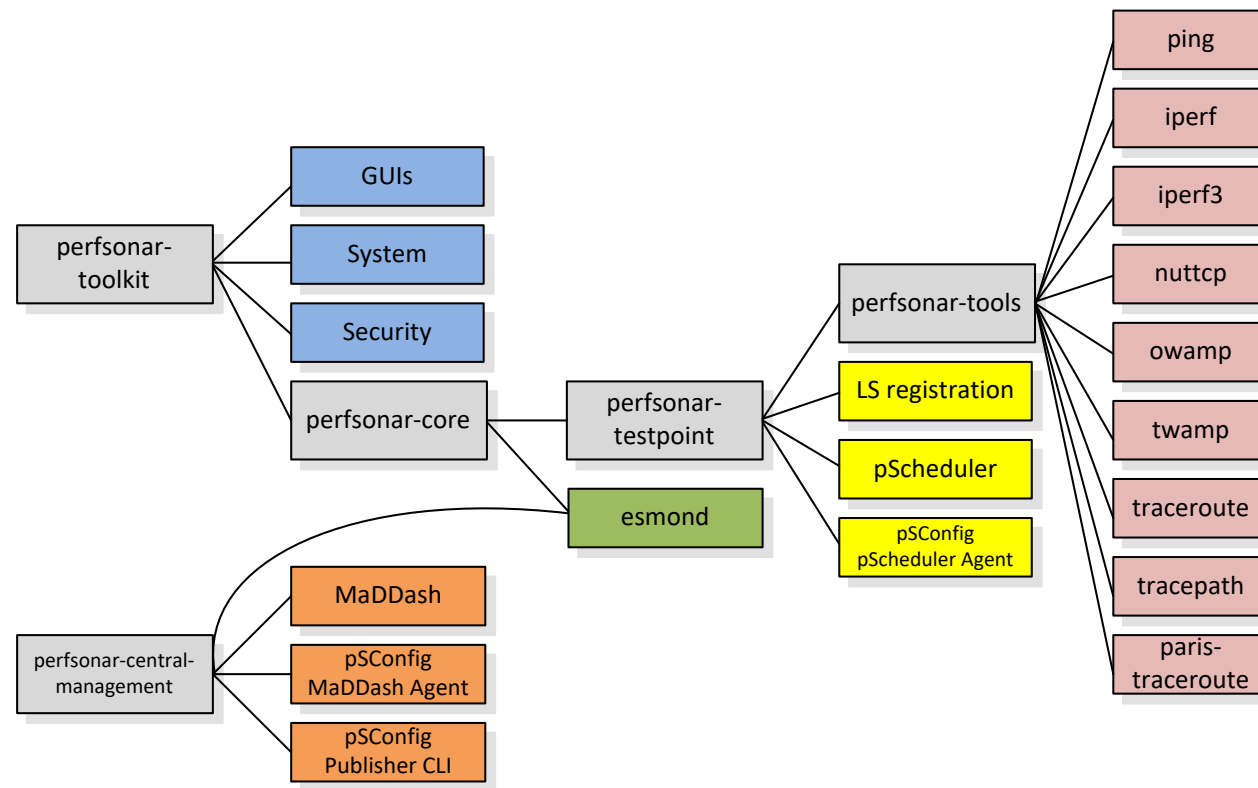 perfsonar-
toolkit
GUIs
System
Security
perfsonar-core
perfsonar-
testpoint
esmond
perfsonar-tools
LS registration
pScheduler
pSConfig
pScheduler Agent
ping
iperf
iperf3
nuttcp
owamp
twamp
traceroute
tracepath
paris-
traceroute
perfsonar-central-
management
MaDDash
pSConfig
MaDDash Agent
pSConfig
Publisher CLI